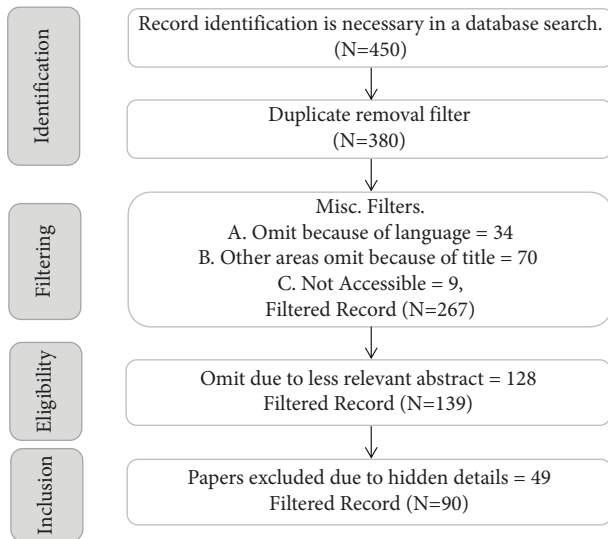 Identification
Record identification is necessary in a database search.
(N=450)
Duplicate removal filter
(N=380)
Filtering
Misc. Filters.
A. Omit because of language = 34
B. Other areas omit because of title = 70
C. Not Accessible = 9,
Filtered Record (N=267)
Eligibility
Omit due to less relevant abstract = 128
Filtered Record (N=139)
Inclusion
Papers excluded due to hidden details = 49
Filtered Record (N=90)